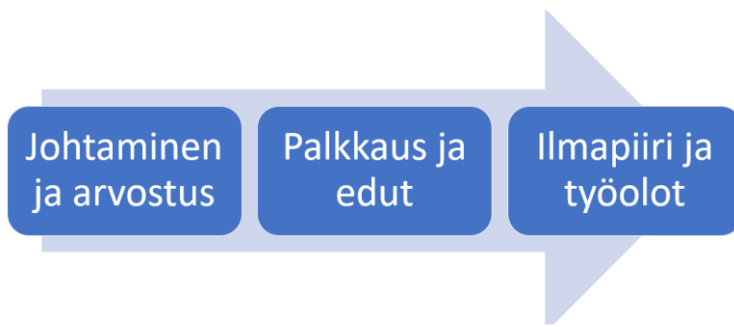 Johtaminen
ja arvostus
Palkkaus ja
edut
Ilmapiiri ja
työolot